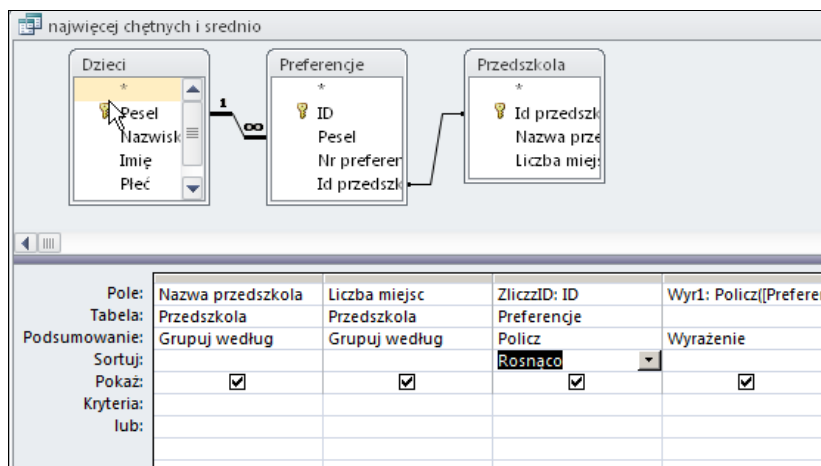 najwięcej chętnych i srednio
Dzieci
*
Pesel
Nazwisk
Imię
Płeć
Preferencje
*
ID
Pesel
Nr preferen
Id przedszk
Przedszkola
*
Id przedszk
Nazwa prze
Liczba miejs
1
∞
Pole: Nazwa przedszkola Liczba miejsc ZliczzID: ID Wyr1: Policz([Prefere
Tabela: Przedszkola Przedszkola Preferencje
Podsumowanie: Grupuj według Grupuj według Policz Wyrażenie
Sortuj: Rosnąco
Pokaż:
Kryteria:
lub: